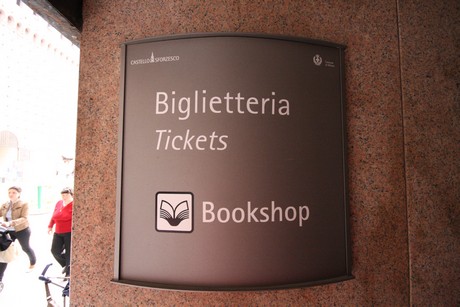 CASTELLO SFORZESCO
Biglietteria
Tickets
Bookshop